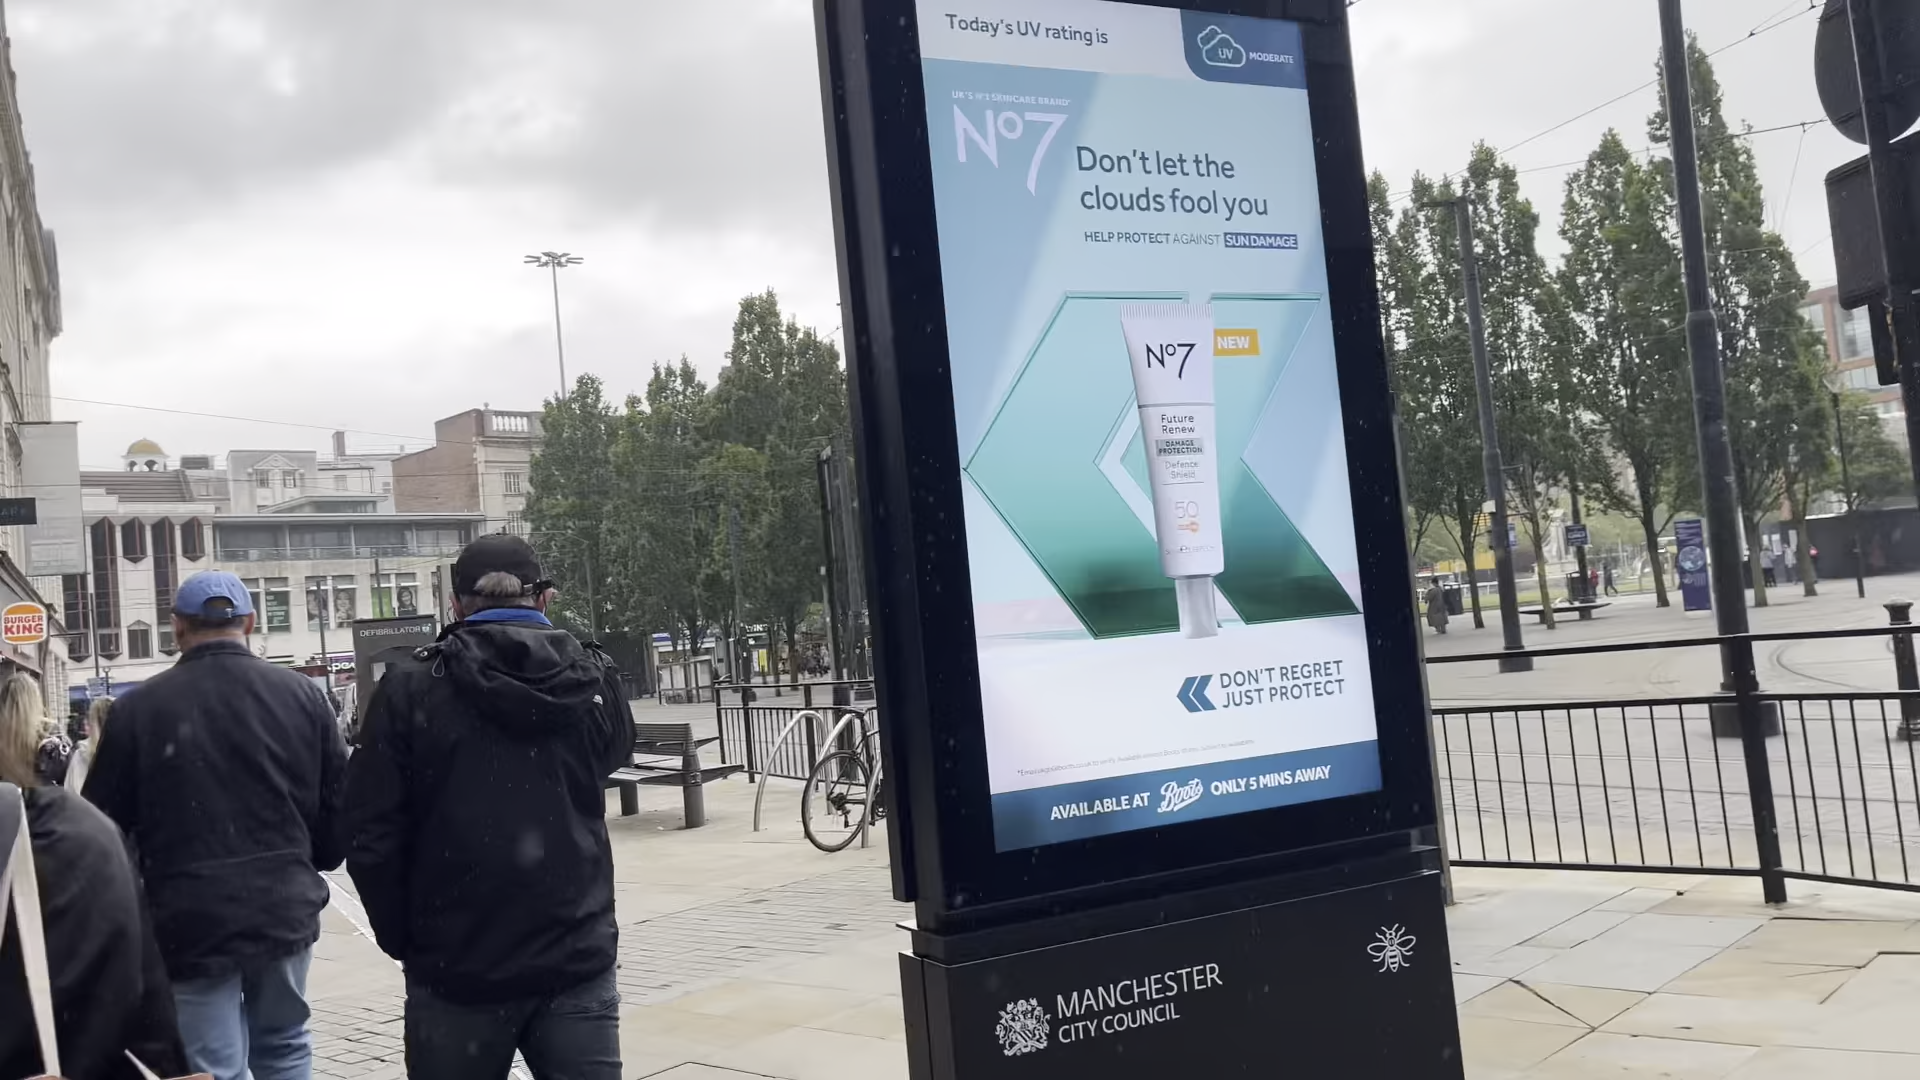 Today's UV rating is
UV
MODERATE
UK'S Nº1 SKINCARE BRAND*
Nº7
Don't let the
clouds fool you
HELP PROTECT AGAINST SUN DAMAGE
NEW
Nº7
Future
Renew
DAMAGE
PROTECTION
Defence
Shield
50
DON'T REGRET
JUST PROTECT
AVAILABLE AT Boots ONLY 5 MINS AWAY
MANCHESTER
CITY COUNCIL
BURGER
KING
DEFIBRILLATOR